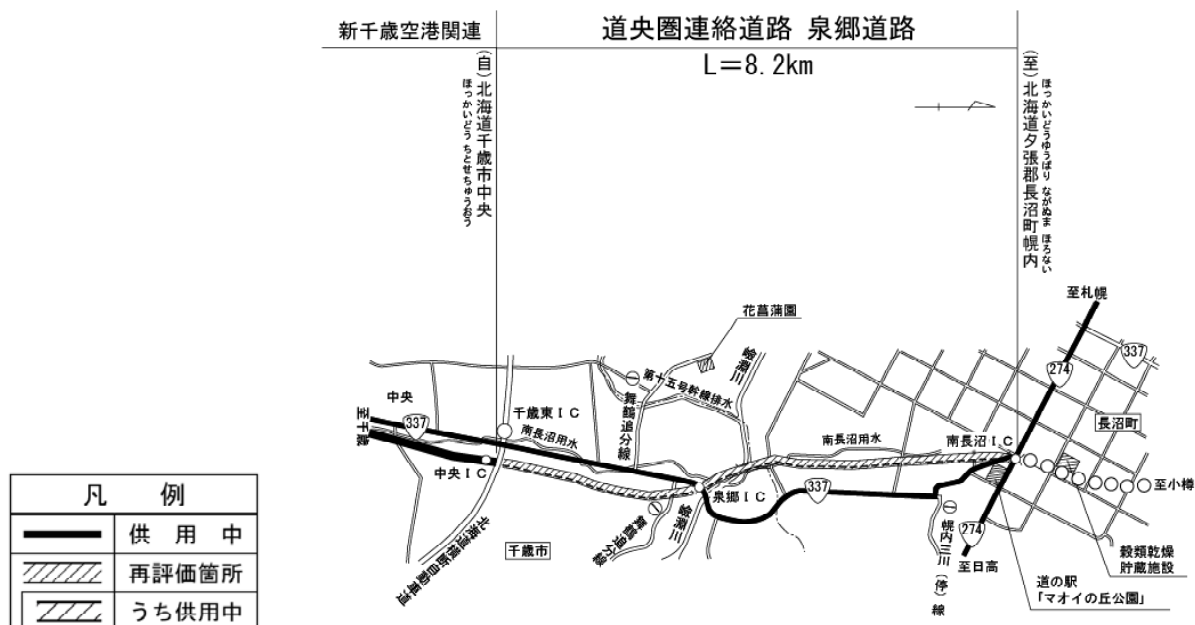 新千歳空港関連
道央圏連絡道路 泉郷道路
L=8.2km
(自)北海道千歳市中央
ほっかいどう ちとせちゅうおう
(至)北海道夕張郡長沼町幌内
ほっかいどうゆうばり ながぬま ほろない
至札幌
花菖蒲園
337
274
嶮淵川
第十五号幹線排水
舞鶴追分線
中央
至千歳
337
千歳東IC
南長沼用水
南長沼用水
南長沼IC
長沼町
中央IC
泉郷IC
337
至小樽
北海道横断自動車道
千歳市
舞鶴追分線
嶮淵川
幌内三川(停)線
274
至日高
穀類乾燥
貯蔵施設
道の駅
「マオイの丘公園」
凡 例
供 用 中
再評価箇所
うち供用中